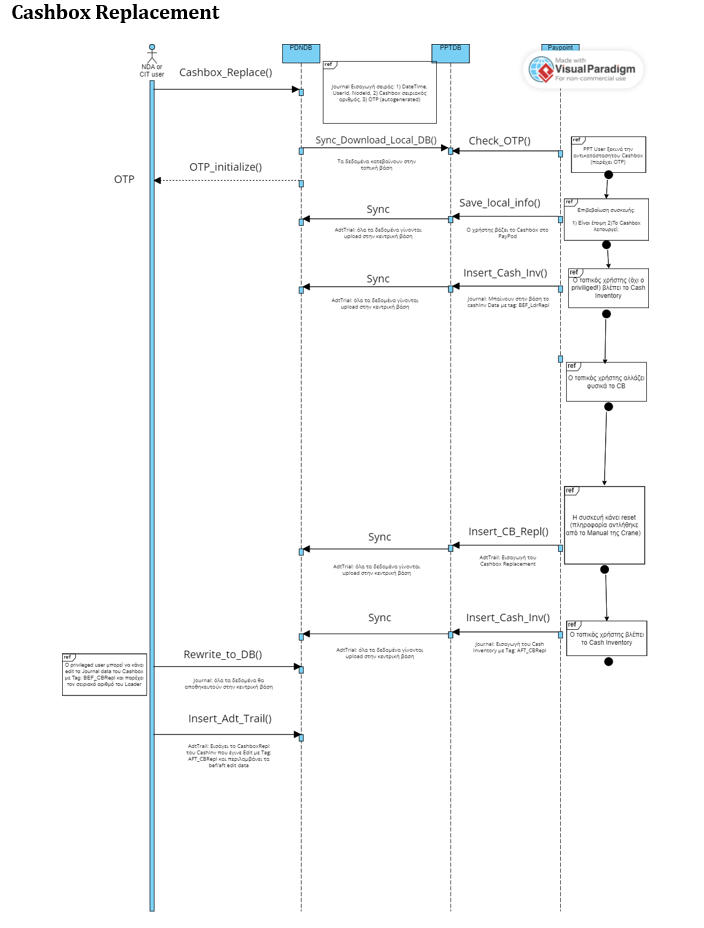 Cashbox Replacement
NDA or
CIT user
PDNDB
PPTDB
Paypoint
Made with
VisualParadigm
For non-commercial use
Cashbox_Replace()
ref
Journal Εισαγωγή σειράς: 1) DateTime,
UserId, NodeId, 2) Cashbox σειριακός
αριθμός, 3) OTP (autogenerated)
Sync_Download_Local_DB()
Τα δεδομένα κατεβαίνουν στην
τοπική βάση
Check_OTP()
ref
PPT User ξεκινά την
αντικατάστασητου Cashbox
(παρέχει OTP)
OTP
OTP_initialize()
Sync
AdtTrial: όλα τα δεδομένα γίνονται
upload στην κεντρική βάση
Save_local_info()
Ο χρήστης βάζει το Cashbox στο
PayPod
ref
Επιβεβαίωση συσκευής:
1) Είναι έτοιμη 2)Το Cashbox
λειτουργεί;
Sync
AdtTrial: όλα τα δεδομένα γίνονται
upload στην κεντρική βάση
Insert_Cash_Inv()
Journal: Μπαίνουν στην βάση το
cashInv Data με tag: BEF_LdrRepl
ref
Ο τοπικός χρήστης (όχι ο
priviliged!) βλέπει το Cash
Inventory
ref
Ο τοπικός χρήστης αλλάζει
φυσικά το CB
ref
Η συσκευή κάνει reset
(πληροφορία αντλήθηκε
από το Manual της Crane)
Sync
AdtTrial: όλα τα δεδομένα γίνονται
upload στην κεντρική βάση
Insert_CB_Repl()
AdtTrail: Εισαγωγή του
Cashbox Replacement
Sync
AdtTrail: όλα τα δεδομένα γίνονται
upload στην κεντρική βάση
Insert_Cash_Inv()
Journal: Εισαγωγή του Cash
Inventory με Tag: AFT_CBRepl
ref
Ο τοπικός χρήστης βλέπει
το Cash Inventory
ref
Ο privileged user μπορεί να κάνει
edit το Journal data του Cashbox
με Tag: BEF_CBRepl και παρέχει
τον σειριακό αριθμό του Loader
Rewrite_to_DB()
Journal: όλα τα δεδομένα θα
αποθηκευτούν στην κεντρική βάση
Insert_Adt_Trail()
AdtTrail: Εισάγει το CashboxRepl
του CashInv που έγινε Edit με Tag:
AFT_CBRepl και περιλαμβάνει τα
bef/aft edit data